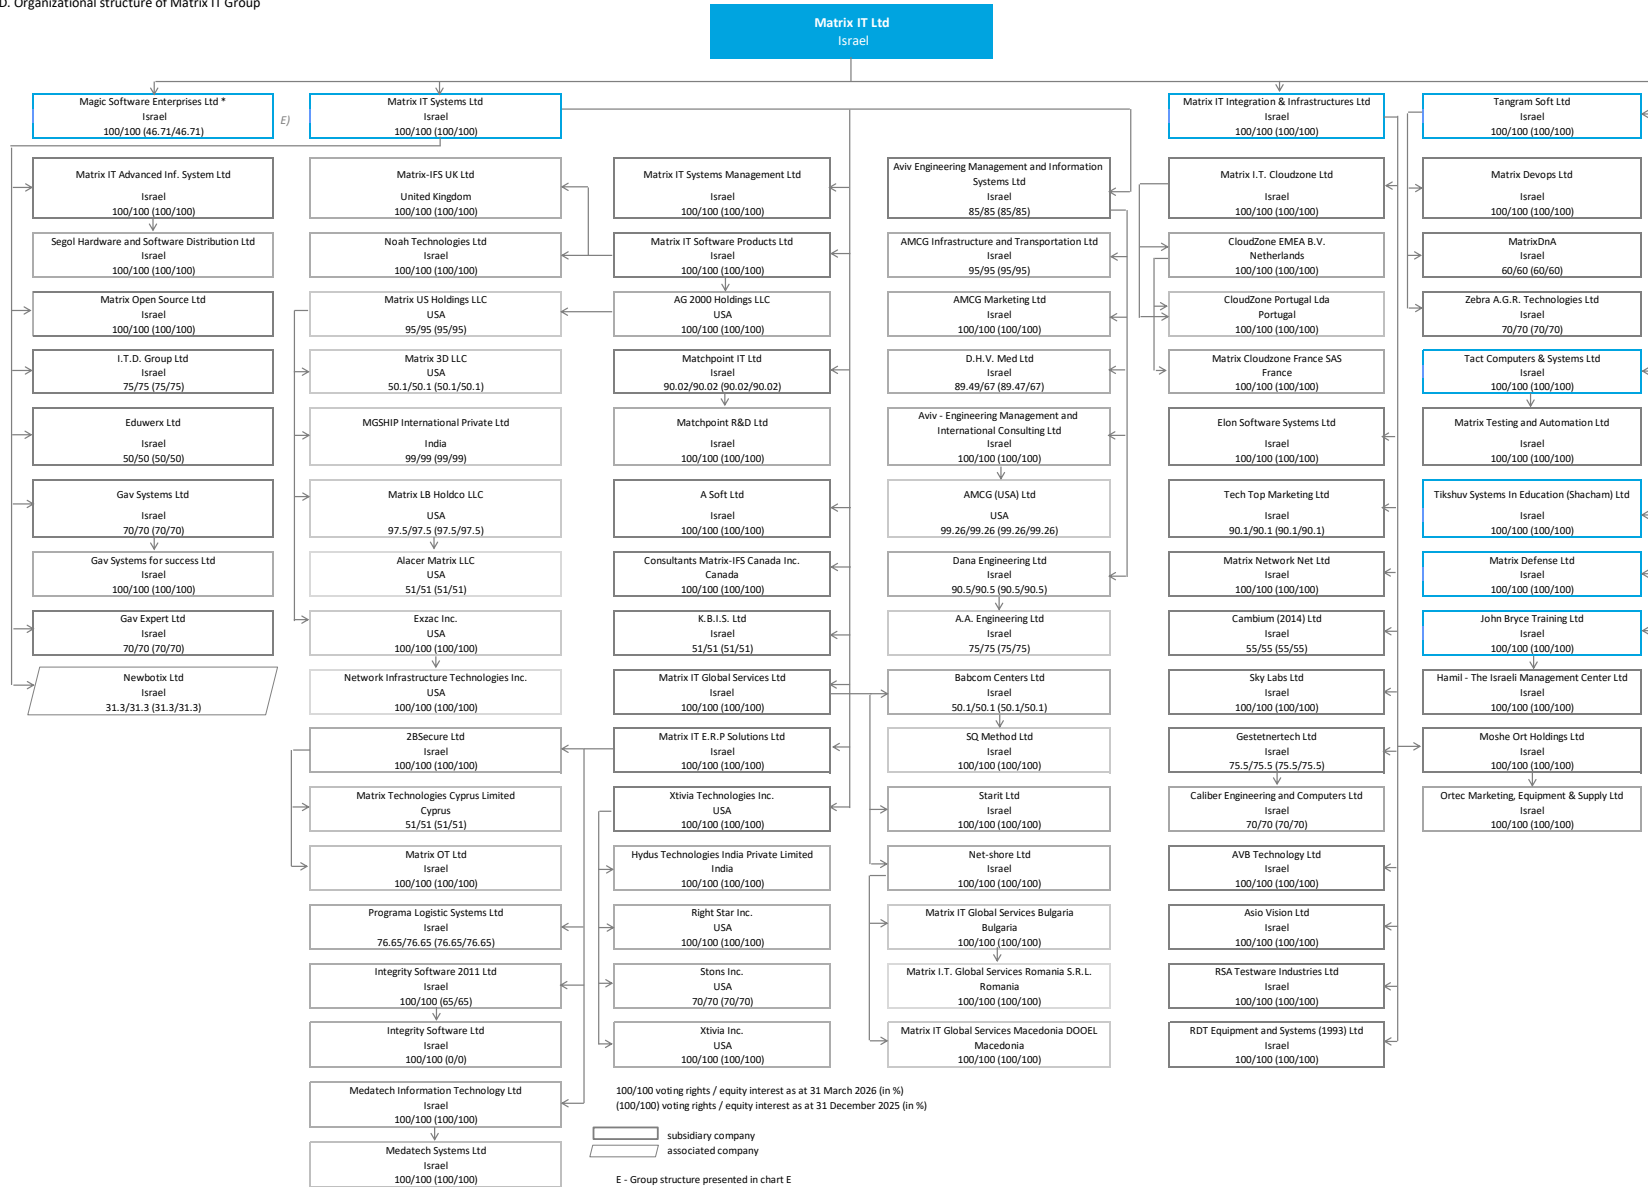 D. Organizational structure of Matrix IT Group
Matrix IT Ltd
Israel
Magic Software Enterprises Ltd *
Israel
100/100 (46.71/46.71)
E)
Matrix IT Systems Ltd
Israel
100/100 (100/100)
Matrix IT Integration & Infrastructures Ltd
Israel
100/100 (100/100)
Tangram Soft Ltd
Israel
100/100 (100/100)
Matrix IT Advanced Inf. System Ltd
Israel
100/100 (100/100)
Segol Hardware and Software Distribution Ltd
Israel
100/100 (100/100)
Matrix Open Source Ltd
Israel
100/100 (100/100)
I.T.D. Group Ltd
Israel
75/75 (75/75)
Eduwerx Ltd
Israel
50/50 (50/50)
Gav Systems Ltd
Israel
70/70 (70/70)
Gav Systems for success Ltd
Israel
100/100 (100/100)
Gav Expert Ltd
Israel
70/70 (70/70)
Newbotix Ltd
Israel
31.3/31.3 (31.3/31.3)
Matrix-IFS UK Ltd
United Kingdom
100/100 (100/100)
Noah Technologies Ltd
Israel
100/100 (100/100)
Matrix US Holdings LLC
USA
95/95 (95/95)
Matrix 3D LLC
USA
50.1/50.1 (50.1/50.1)
MGSHIP International Private Ltd
India
99/99 (99/99)
Matrix LB Holdco LLC
USA
97.5/97.5 (97.5/97.5)
Alacer Matrix LLC
USA
51/51 (51/51)
Exzac Inc.
USA
100/100 (100/100)
Network Infrastructure Technologies Inc.
USA
100/100 (100/100)
2BSecure Ltd
Israel
100/100 (100/100)
Matrix Technologies Cyprus Limited
Cyprus
51/51 (51/51)
Matrix OT Ltd
Israel
100/100 (100/100)
Programa Logistic Systems Ltd
Israel
76.65/76.65 (76.65/76.65)
Integrity Software 2011 Ltd
Israel
100/100 (65/65)
Integrity Software Ltd
Israel
100/100 (0/0)
Medatech Information Technology Ltd
Israel
100/100 (100/100)
Medatech Systems Ltd
Israel
100/100 (100/100)
Matrix IT Systems Management Ltd
Israel
100/100 (100/100)
Matrix IT Software Products Ltd
Israel
100/100 (100/100)
AG 2000 Holdings LLC
USA
100/100 (100/100)
Matchpoint IT Ltd
Israel
90.02/90.02 (90.02/90.02)
Matchpoint R&D Ltd
Israel
100/100 (100/100)
A Soft Ltd
Israel
100/100 (100/100)
Consultants Matrix-IFS Canada Inc.
Canada
100/100 (100/100)
K.B.I.S. Ltd
Israel
51/51 (51/51)
Matrix IT Global Services Ltd
Israel
100/100 (100/100)
Matrix IT E.R.P Solutions Ltd
Israel
100/100 (100/100)
Xtivia Technologies Inc.
USA
100/100 (100/100)
Hydus Technologies India Private Limited
India
100/100 (100/100)
Right Star Inc.
USA
100/100 (100/100)
Stons Inc.
USA
70/70 (70/70)
Xtivia Inc.
USA
100/100 (100/100)
Aviv Engineering Management and Information
Systems Ltd
Israel
85/85 (85/85)
AMCG Infrastructure and Transportation Ltd
Israel
95/95 (95/95)
AMCG Marketing Ltd
Israel
100/100 (100/100)
D.H.V. Med Ltd
Israel
89.49/67 (89.47/67)
Aviv - Engineering Management and
International Consulting Ltd
Israel
100/100 (100/100)
AMCG (USA) Ltd
USA
99.26/99.26 (99.26/99.26)
Dana Engineering Ltd
Israel
90.5/90.5 (90.5/90.5)
A.A. Engineering Ltd
Israel
75/75 (75/75)
Babcom Centers Ltd
Israel
50.1/50.1 (50.1/50.1)
SQ Method Ltd
Israel
100/100 (100/100)
Starit Ltd
Israel
100/100 (100/100)
Net-shore Ltd
Israel
100/100 (100/100)
Matrix IT Global Services Bulgaria
Bulgaria
100/100 (100/100)
Matrix I.T. Global Services Romania S.R.L.
Romania
100/100 (100/100)
Matrix IT Global Services Macedonia DOOEL
Macedonia
100/100 (100/100)
Matrix I.T. Cloudzone Ltd
Israel
100/100 (100/100)
CloudZone EMEA B.V.
Netherlands
100/100 (100/100)
CloudZone Portugal Lda
Portugal
100/100 (100/100)
Matrix Cloudzone France SAS
France
100/100 (100/100)
Elon Software Systems Ltd
Israel
100/100 (100/100)
Tech Top Marketing Ltd
Israel
90.1/90.1 (90.1/90.1)
Matrix Network Net Ltd
Israel
100/100 (100/100)
Cambium (2014) Ltd
Israel
55/55 (55/55)
Sky Labs Ltd
Israel
100/100 (100/100)
Gestetnertech Ltd
Israel
75.5/75.5 (75.5/75.5)
Caliber Engineering and Computers Ltd
Israel
70/70 (70/70)
AVB Technology Ltd
Israel
100/100 (100/100)
Asio Vision Ltd
Israel
100/100 (100/100)
RSA Testware Industries Ltd
Israel
100/100 (100/100)
RDT Equipment and Systems (1993) Ltd
Israel
100/100 (100/100)
Matrix Devops Ltd
Israel
100/100 (100/100)
MatrixDnA
Israel
60/60 (60/60)
Zebra A.G.R. Technologies Ltd
Israel
70/70 (70/70)
Tact Computers & Systems Ltd
Israel
100/100 (100/100)
Matrix Testing and Automation Ltd
Israel
100/100 (100/100)
Tikshuv Systems In Education (Shacham) Ltd
Israel
100/100 (100/100)
Matrix Defense Ltd
Israel
100/100 (100/100)
John Bryce Training Ltd
Israel
100/100 (100/100)
Hamil - The Israeli Management Center Ltd
Israel
100/100 (100/100)
Moshe Ort Holdings Ltd
Israel
100/100 (100/100)
Ortec Marketing, Equipment & Supply Ltd
Israel
100/100 (100/100)
100/100 voting rights / equity interest as at 31 March 2026 (in %)
(100/100) voting rights / equity interest as at 31 December 2025 (in %)
subsidiary company
associated company
E - Group structure presented in chart E